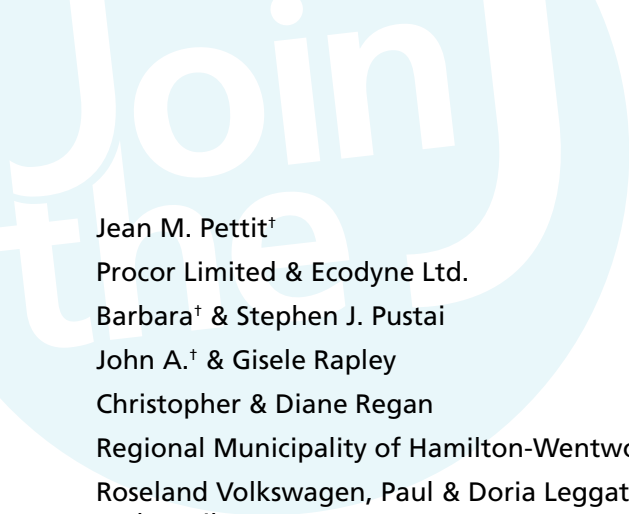 Join
the J
Jean M. Pettit†
Procor Limited & Ecodyne Ltd.
Barbara† & Stephen J. Pustai
John A.† & Gisele Rapley
Christopher & Diane Regan
Regional Municipality of Hamilton-Wentwo
Roseland Volkswagen, Paul & Doria Leggat